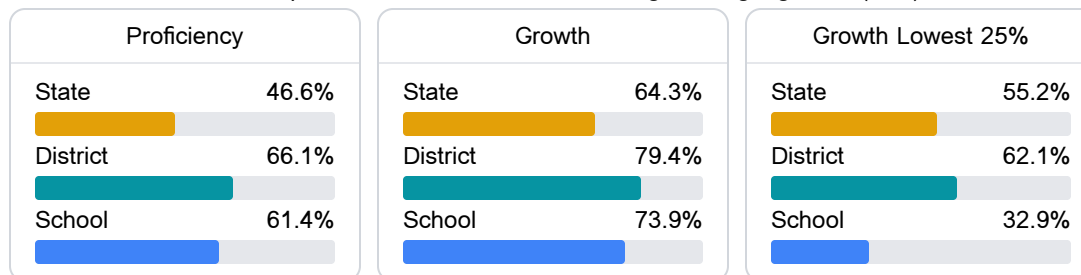 Proficiency
State 46.6%
District 66.1%
School 61.4%
Growth
State 64.3%
District 79.4%
School 73.9%
Growth Lowest 25%
State 55.2%
District 62.1%
School 32.9%